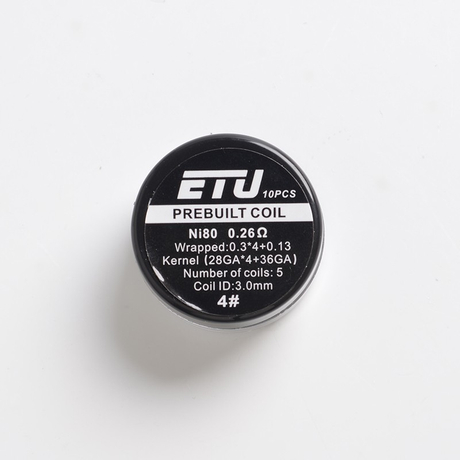 ETU 10PCS
PREBUILT COIL
Ni80 0.26Ω
Wrapped:0.3*4+0.13
Kernel (28GA*4+36GA)
Number of coils: 5
Coil ID:3.0mm
4#